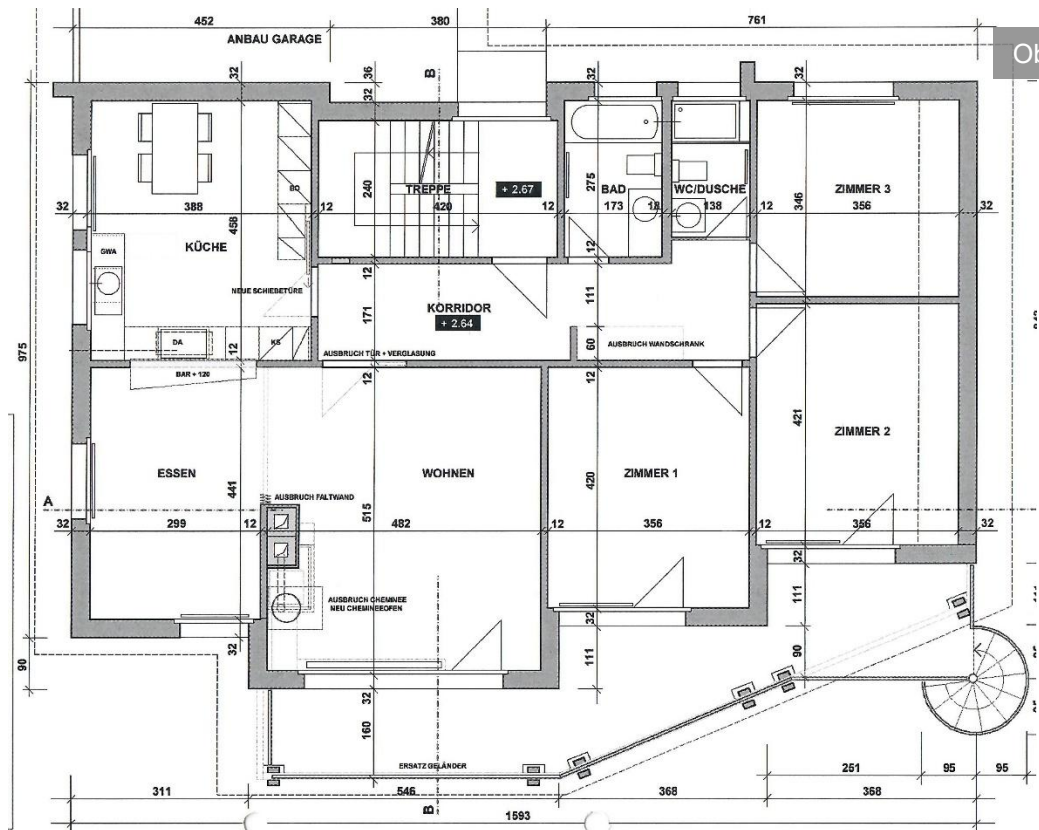 452 380 761
ANBAU GARAGE
Ob
32 36 32 32 32
B
BO
240 TREPPE + 2.67 275 BAD WC/DUSCHE ZIMMER 3
346
32 388 12 420 12 173 18 138 12 356 32
458 KÜCHE
GWA
12
NEUE SCHIEBETÜRE
12 111
KORRIDOR
171 + 2.64
DA KS
12 60
AUSBRUCH TÜR + VERGLASUNG
AUSBRUCH WANDSCHRANK
975
BAR + 120
12 12
421 ZIMMER 2
ESSEN WOHNEN ZIMMER 1
441 515 420
A
AUSBRUCH FALTWAND
32 299 12 482 12 356 12 356 32
32
AUSBRUCH CHEMINEE
NEU CHEMINEEOFEN
32 32 111
90 111 90
32
160
B
ERSATZ GELÄNDER
251 95 95
311 546 368 368
1593